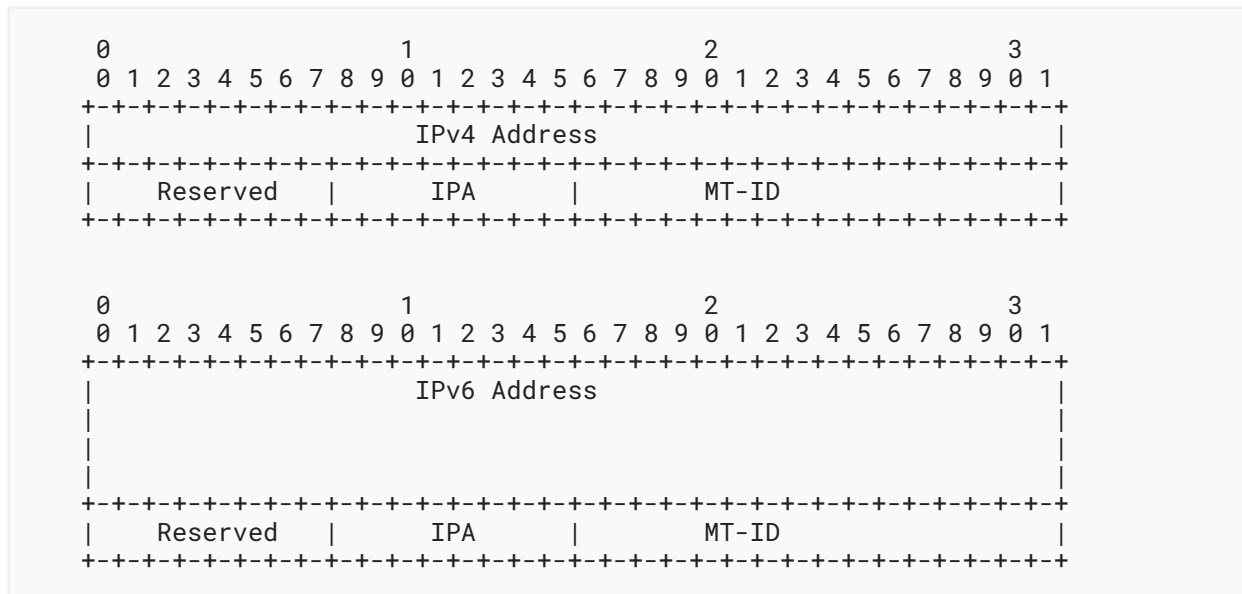 0                   1                   2                   3
 0 1 2 3 4 5 6 7 8 9 0 1 2 3 4 5 6 7 8 9 0 1 2 3 4 5 6 7 8 9 0 1
+-+-+-+-+-+-+-+-+-+-+-+-+-+-+-+-+-+-+-+-+-+-+-+-+-+-+-+-+-+-+-+-+
|                     IPv4 Address                              |
+-+-+-+-+-+-+-+-+-+-+-+-+-+-+-+-+-+-+-+-+-+-+-+-+-+-+-+-+-+-+-+-+
|    Reserved   |      IPA      |        MT-ID                  |
+-+-+-+-+-+-+-+-+-+-+-+-+-+-+-+-+-+-+-+-+-+-+-+-+-+-+-+-+-+-+-+-+

 0                   1                   2                   3
 0 1 2 3 4 5 6 7 8 9 0 1 2 3 4 5 6 7 8 9 0 1 2 3 4 5 6 7 8 9 0 1
+-+-+-+-+-+-+-+-+-+-+-+-+-+-+-+-+-+-+-+-+-+-+-+-+-+-+-+-+-+-+-+-+
|                     IPv6 Address                              |
|                                                               |
|                                                               |
|                                                               |
+-+-+-+-+-+-+-+-+-+-+-+-+-+-+-+-+-+-+-+-+-+-+-+-+-+-+-+-+-+-+-+-+
|    Reserved   |      IPA      |        MT-ID                  |
+-+-+-+-+-+-+-+-+-+-+-+-+-+-+-+-+-+-+-+-+-+-+-+-+-+-+-+-+-+-+-+-+